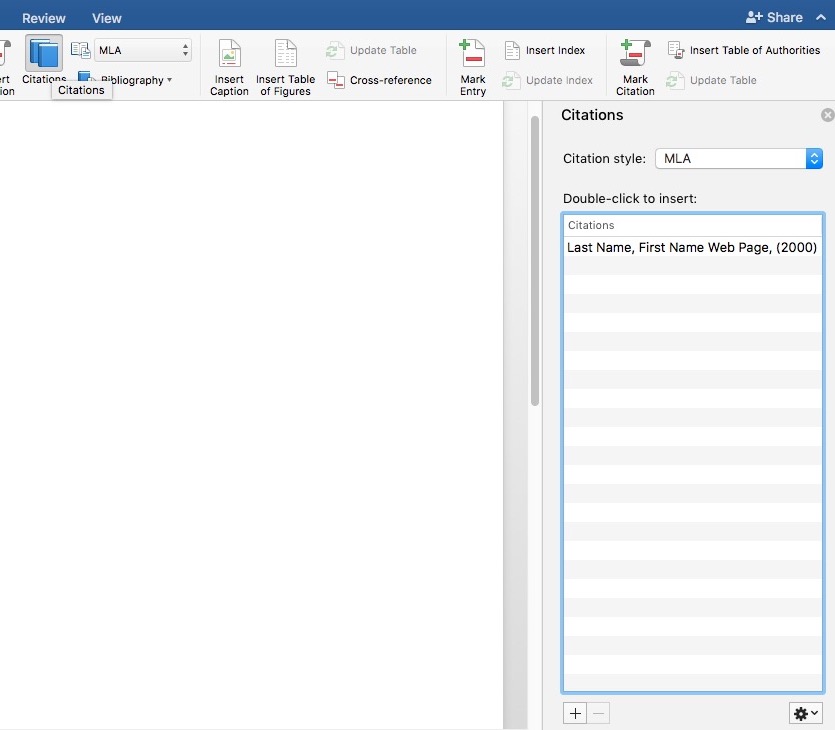 Review View Share
MLA
Citations
Bibliography
Citations
Insert Caption
Insert Table of Figures
Update Table
Cross-reference
Mark Entry
Insert Index
Update Index
Mark Citation
Insert Table of Authorities
Update Table
Citations
Citation style: MLA
Double-click to insert:
Citations
Last Name, First Name Web Page, (2000)